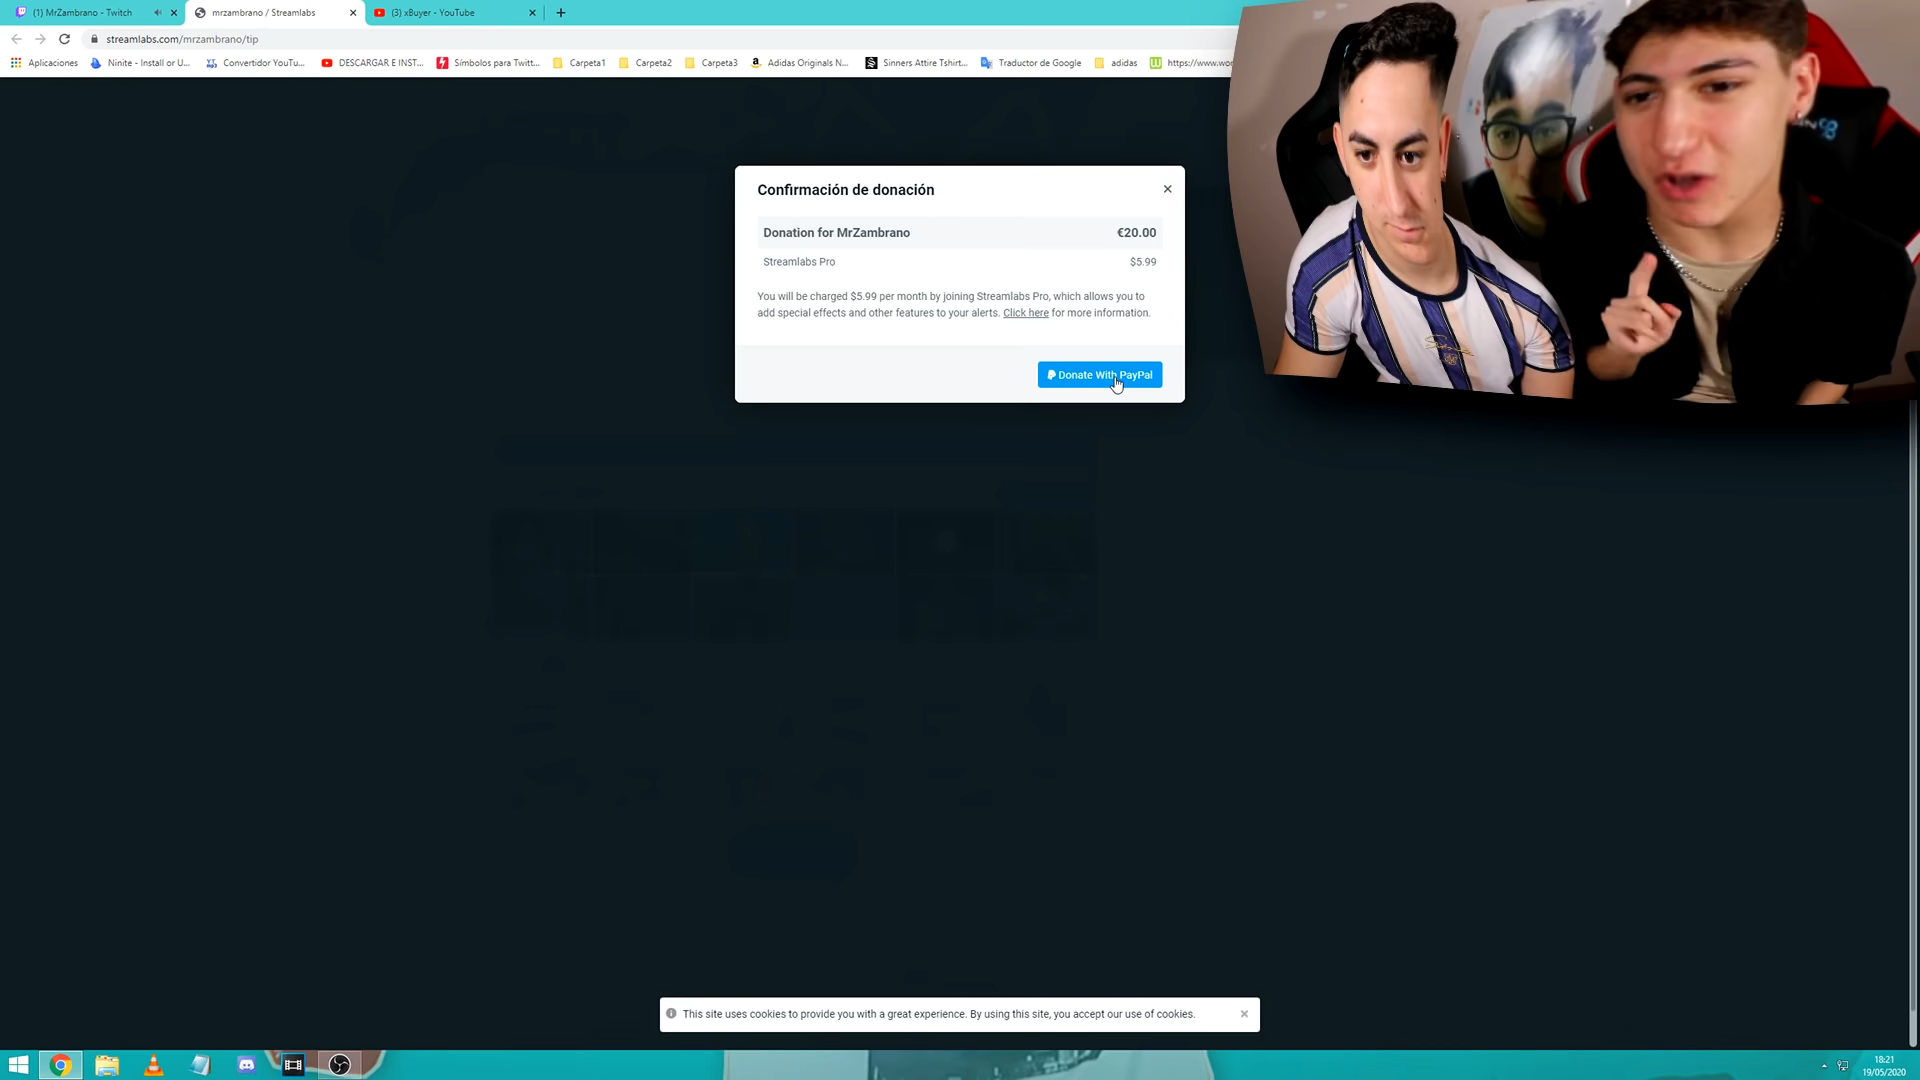 (1) MrZambrano - Twitch
mrzambrano / Streamlabs
(3) xBuyer - YouTube
streamlabs.com/mrzambrano/tip
Aplicaciones
Ninite - Install or U...
Convertidor YouTu...
DESCARGAR E INST...
Símbolos para Twitt...
Carpeta1
Carpeta2
Carpeta3
Adidas Originals N...
Sinners Attire Tshirt...
Traductor de Google
adidas
https://www.wor
Confirmación de donación
Donation for MrZambrano €20.00
Streamlabs Pro $5.99
You will be charged $5.99 per month by joining Streamlabs Pro, which allows you to
add special effects and other features to your alerts. Click here for more information.
Donate With PayPal
This site uses cookies to provide you with a great experience. By using this site, you accept our use of cookies.
18:21
19/05/2020